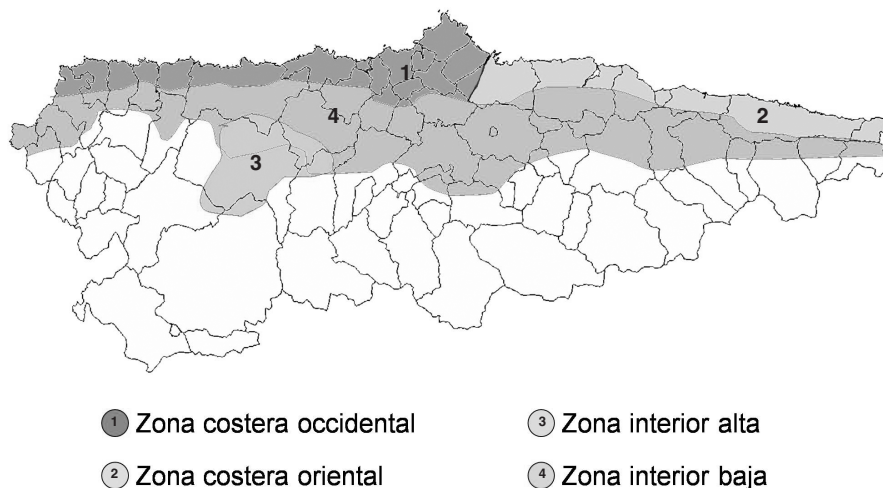 1
4
2
3
1 Zona costera occidental
3 Zona interior alta
2 Zona costera oriental
4 Zona interior baja